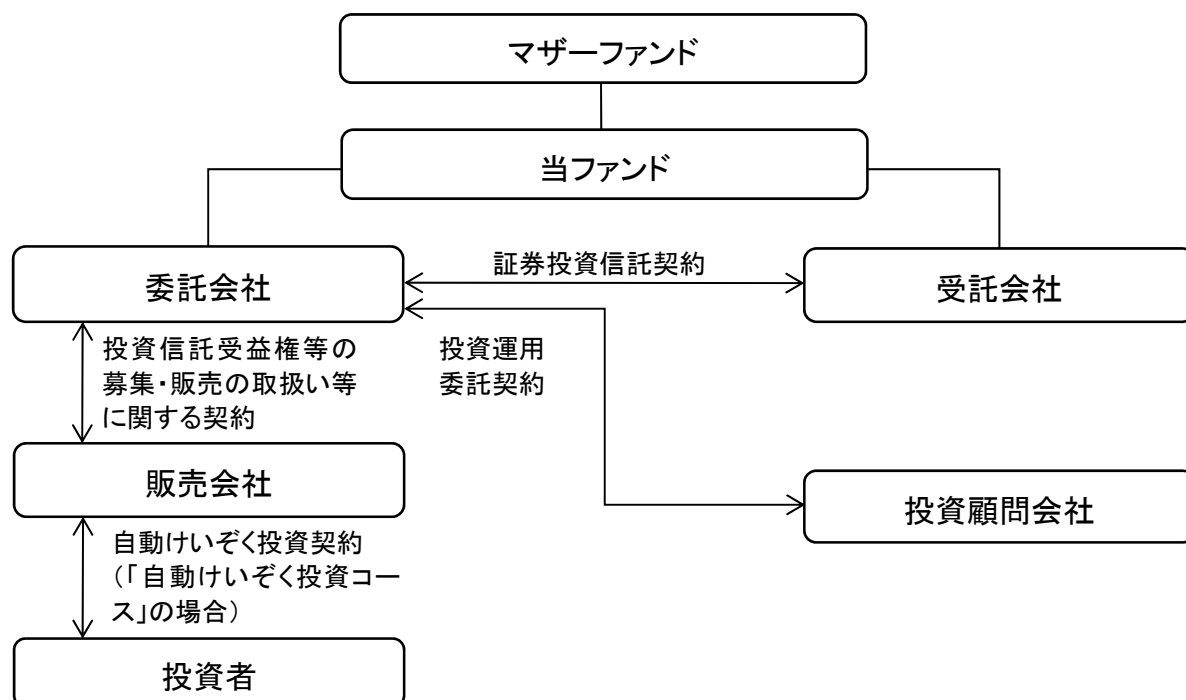 マザーファンド
当ファンド
委託会社
証券投資信託契約
受託会社
投資信託受益権等の
募集・販売の取扱い等
に関する契約
投資運用
委託契約
販売会社
投資顧問会社
自動けいぞく投資契約
（「自動けいぞく投資コー
ス」の場合）
投資者